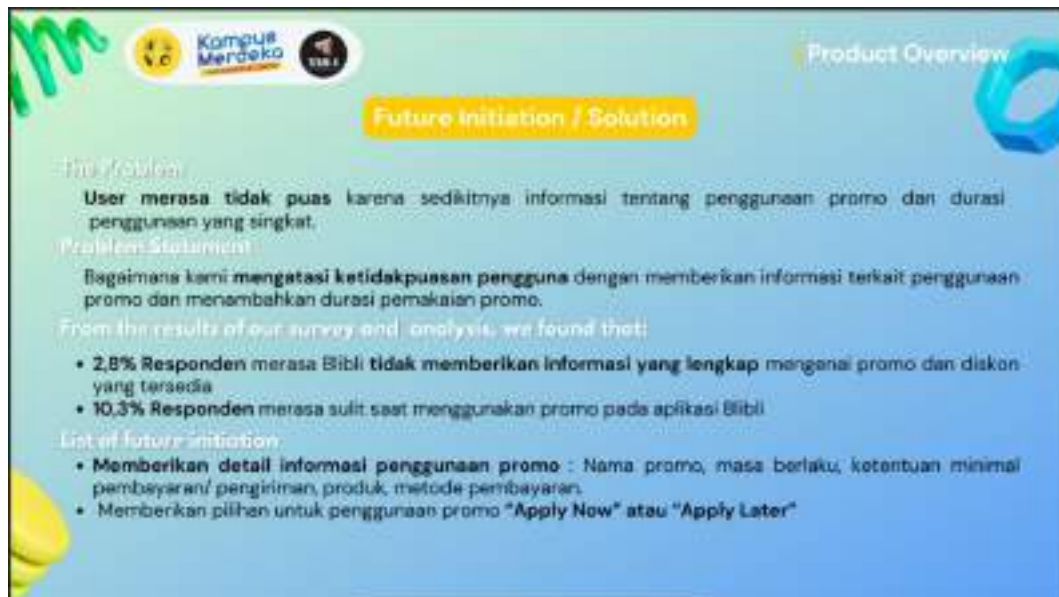 Kampus
Merdeka
Product Overview
Future Initiation / Solution
The Problem
User merasa tidak puas karena sedikitnya informasi tentang penggunaan promo dan durasi
penggunaan yang singkat.
Problem Statement
Bagaimana kami mengatasi ketidakpuasan pengguna dengan memberikan informasi terkait penggunaan
promo dan menambahkan durasi pemakaian promo.
From the results of our survey and analysis, we found that:
• 2,8% Responden merasa Blibli tidak memberikan informasi yang lengkap mengenai promo dan diskon
yang tersedia
• 10,3% Responden merasa sulit saat menggunakan promo pada aplikasi Blibli
List of future initiation
• Memberikan detail informasi penggunaan promo : Nama promo, masa berlaku, ketentuan minimal
pembayaran/ pengiriman, produk, metode pembayaran.
• Memberikan pilihan untuk penggunaan promo “Apply Now” atau “Apply Later”